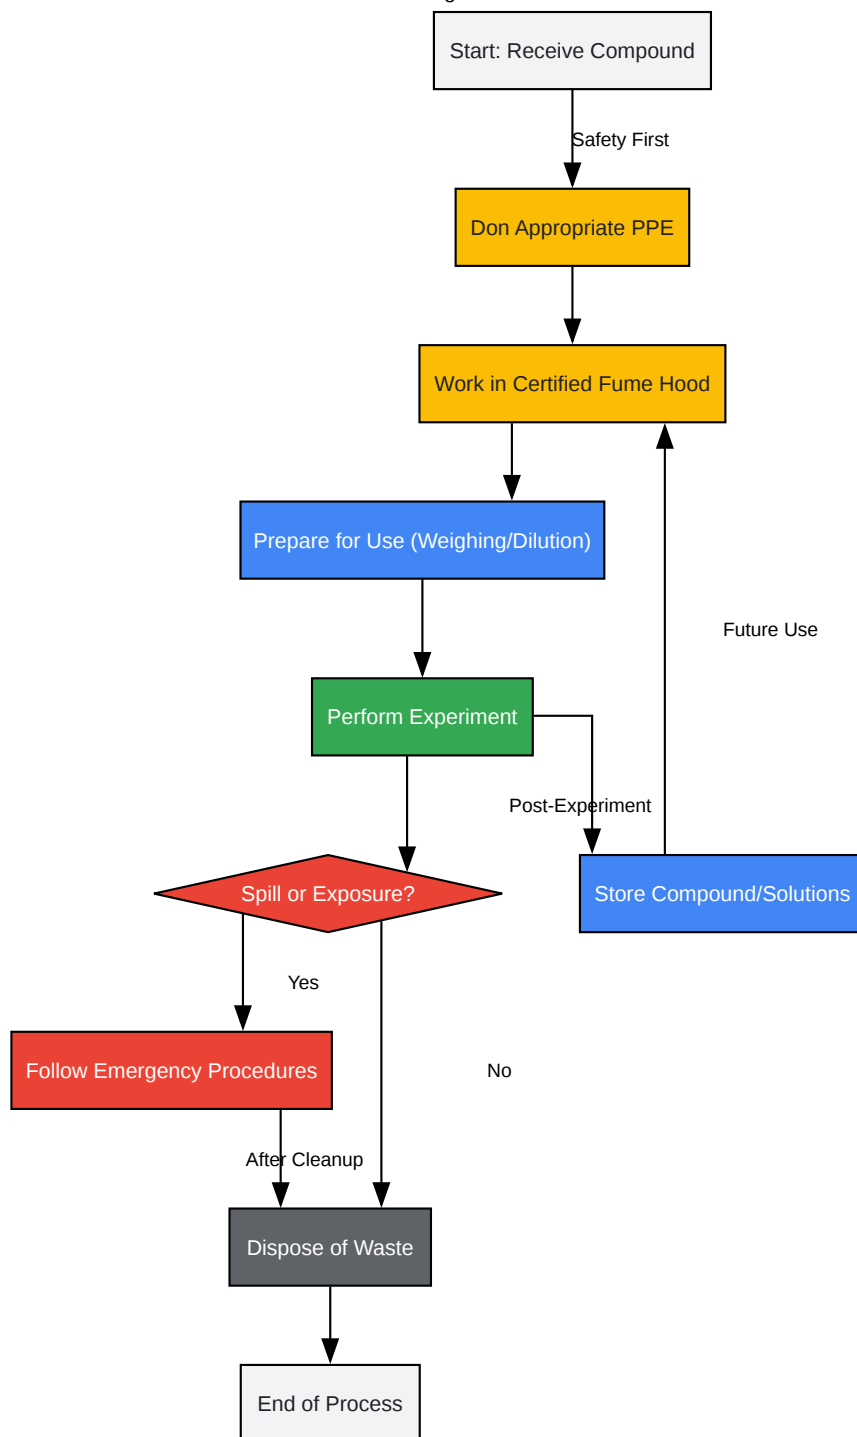 Start: Receive Compound
Safety First
Don Appropriate PPE
Work in Certified Fume Hood
Prepare for Use (Weighing/Dilution)
Future Use
Perform Experiment
Post-Experiment
Spill or Exposure?
Store Compound/Solutions
Yes
Follow Emergency Procedures
No
After Cleanup
Dispose of Waste
End of Process